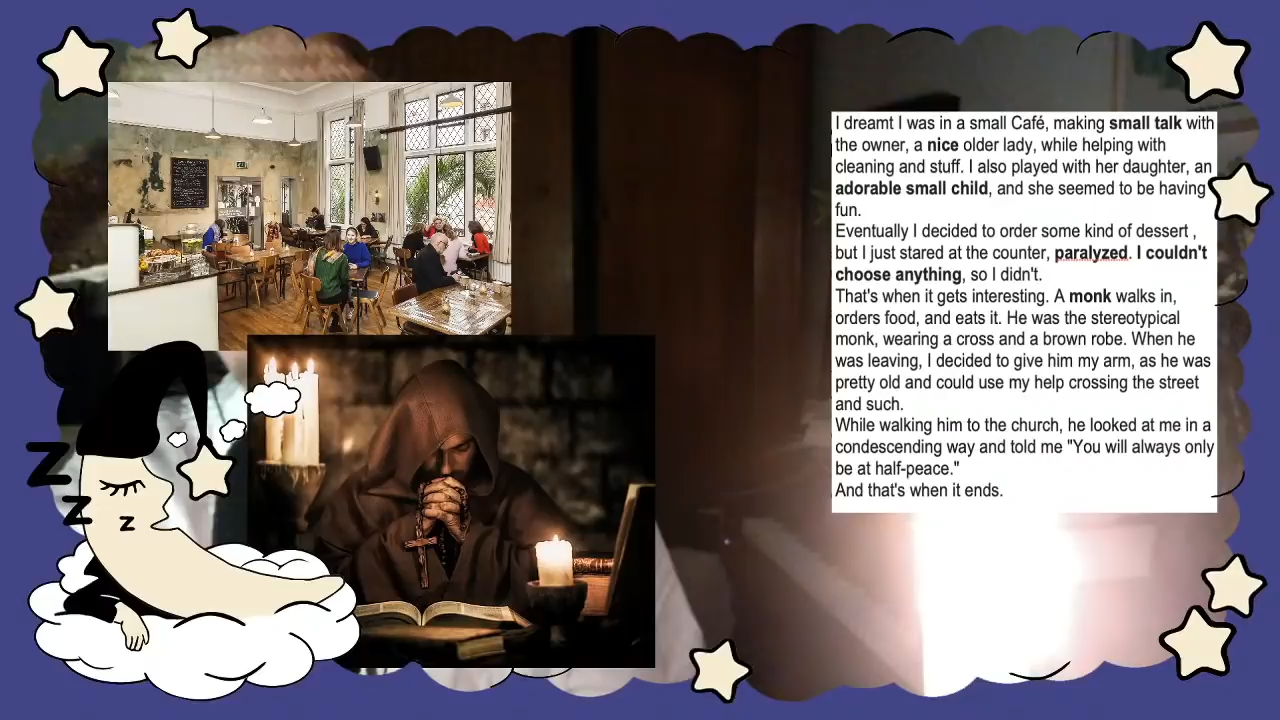 I dreamt I was in a small Café, making small talk with
the owner, a nice older lady, while helping with
cleaning and stuff. I also played with her daughter, an
adorable small child, and she seemed to be having
fun.
Eventually I decided to order some kind of dessert ,
but I just stared at the counter, paralyzed. I couldn't
choose anything, so I didn't.
That's when it gets interesting. A monk walks in,
orders food, and eats it. He was the stereotypical
monk, wearing a cross and a brown robe. When he
was leaving, I decided to give him my arm, as he was
pretty old and could use my help crossing the street
and such.
While walking him to the church, he looked at me in a
condescending way and told me "You will always only
be at half-peace."
And that's when it ends.
Z
Z
z